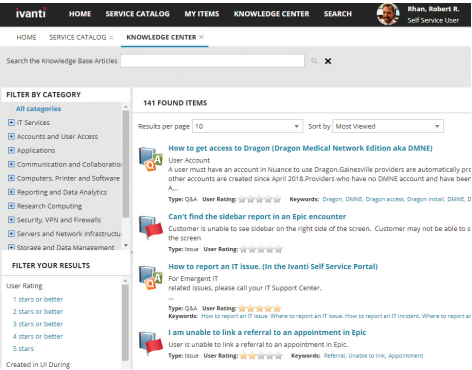 ivanti HOME SERVICE CATALOG MY ITEMS KNOWLEDGE CENTER SEARCH Rhan, Robert R.
Self Service User
HOME SERVICE CATALOG × KNOWLEDGE CENTER ×
Search the Knowledge Base Articles
FILTER BY CATEGORY
All categories
IT Services
Accounts and User Access
Applications
Communication and Collaboration
Computers, Printer and Software
Reporting and Data Analytics
Research Computing
Security, VPN and Firewalls
Servers and Network Infrastructu
Storage and Data Management
FILTER YOUR RESULTS
User Rating
1 stars or better
2 stars or better
3 stars or better
4 stars or better
5 stars
Created in UI During
141 FOUND ITEMS
Results per page 10 Sort by Most Viewed
How to get access to Dragon (Dragon Medical Network Edition aka DMNE)
User Account
A user must have an account in Nuance to use Dragon.Gainesville providers are automatically pro
other accounts are created since April 2018.Providers who have no DMNE account and have been
A...
Type: Q&A User Rating: Keywords: Dragon, DMNE, Dragon access, Dragon install, DMNE, D
Can't find the sidebar report in an Epic encounter
Customer is unable to see sidebar on the right side of the screen. Customer may not be able to s
the screen
Type: Issue User Rating:
How to report an IT issue. (In the Ivanti Self Service Portal)
For Emergent IT
related issues, please call your IT Support Center.
...
Type: Q&A User Rating:
Keywords: How to report an IT issue. Where to report an IT issue. How to report an IT incident. Where to report an
I am unable to link a referral to an appointment in Epic
User is unable to link a referral to an appointment in Epic.
Type: Issue User Rating: Keywords: Referral, Unable to link, Appointment